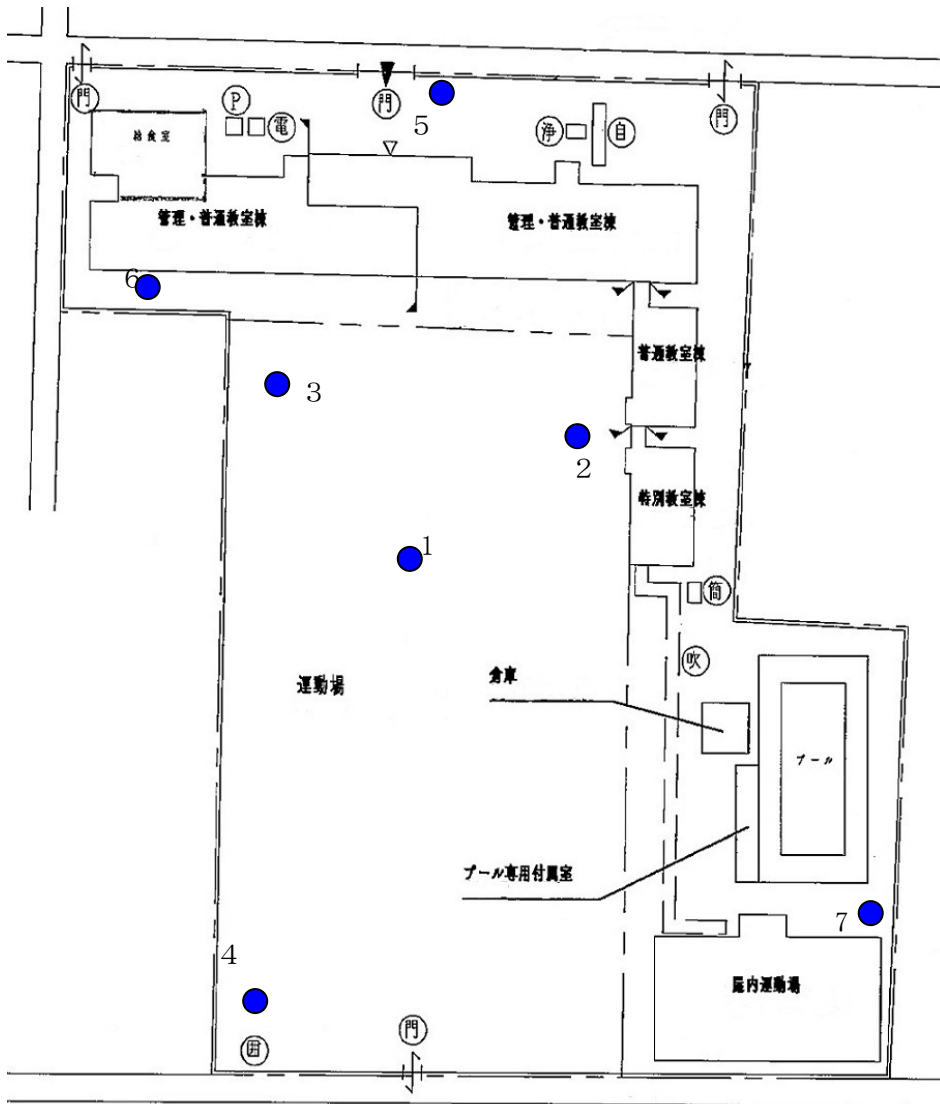 門
門
門
P
電
5
浄
自
給食室
管理・普通教室棟
管理・普通教室棟
6
普通教室棟
3
2
特別教室棟
1
簡
吹
運動場
倉庫
プール
プール専用付属室
7
4
屋内運動場
門
囲